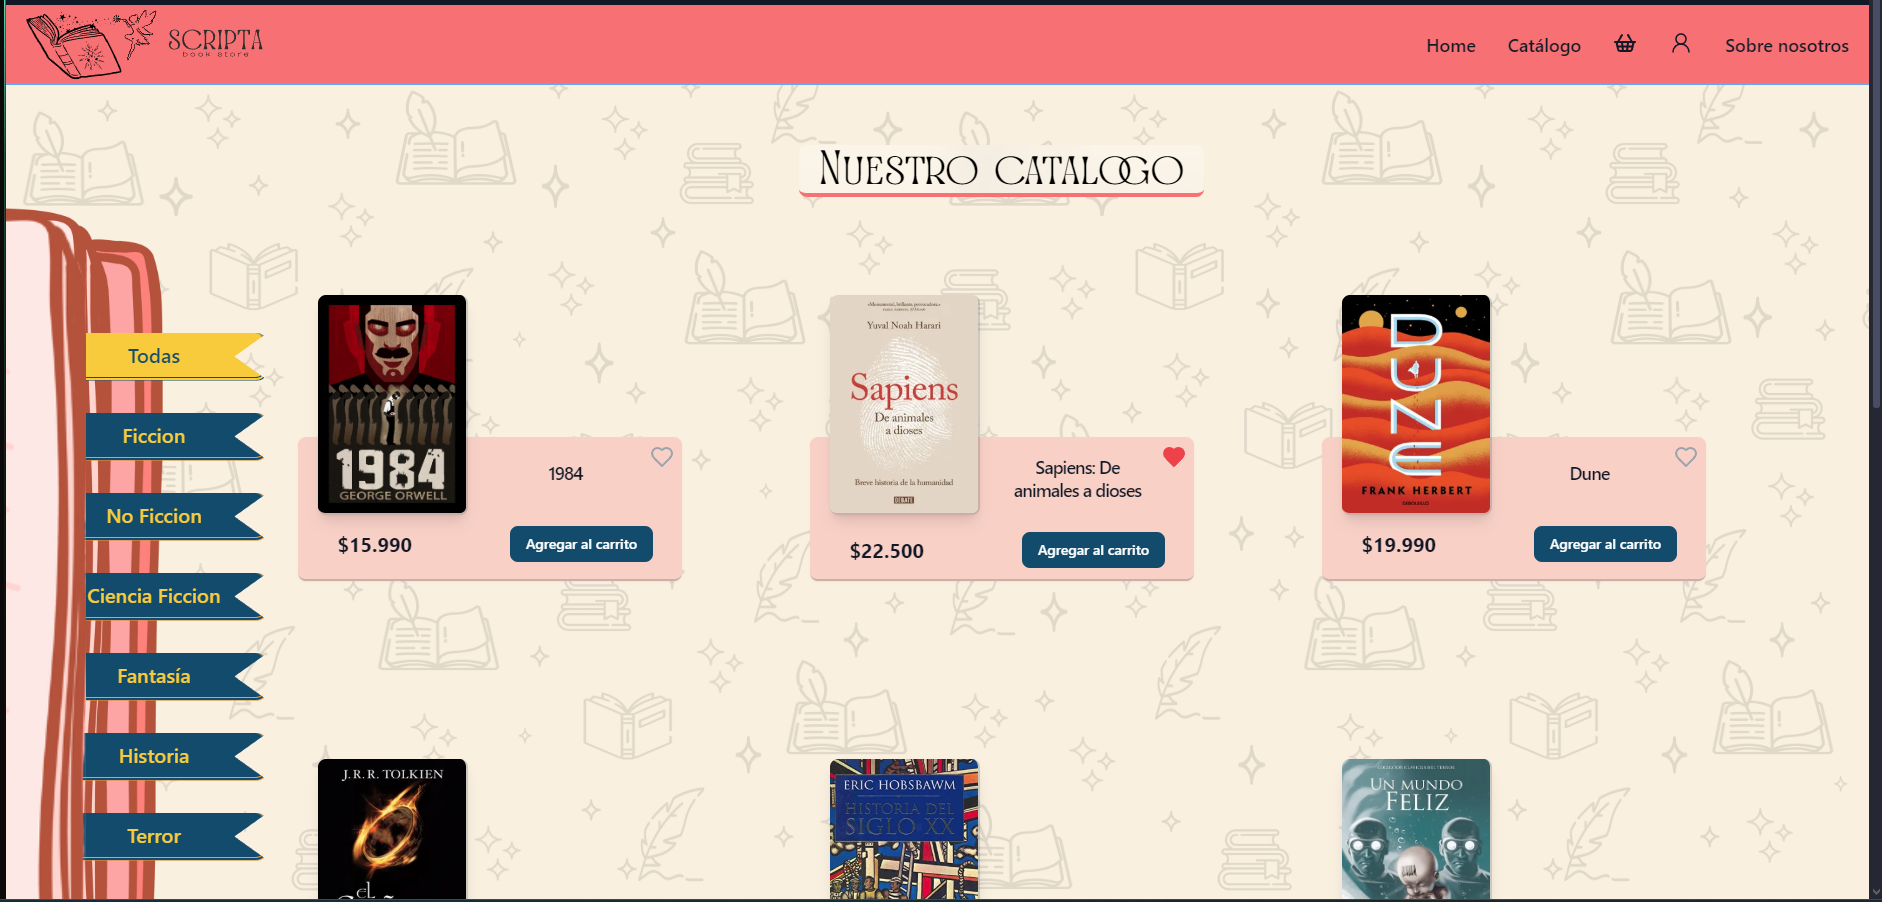 SCRIPTA
book store
Home
Catálogo
Sobre nosotros
NUESTRO CATALOGO
Todas
Ficcion
No Ficcion
Ciencia Ficcion
Fantasía
Historia
Terror
1984
GEORGE ORWELL
1984
$15.990
Agregar al carrito
Yuval Noah Harari
Sapiens
De animales
a dioses
Breve historia de la humanidad
DEBATE
Sapiens: De
animales a dioses
$22.500
Agregar al carrito
DUNE
FRANK HERBERT
Dune
$19.990
Agregar al carrito
J.R.R. TOLKIEN
el
ERIC HOBSBAWM
HISTORIA DEL
SIGLO XX
UN MUNDO
FELIZ